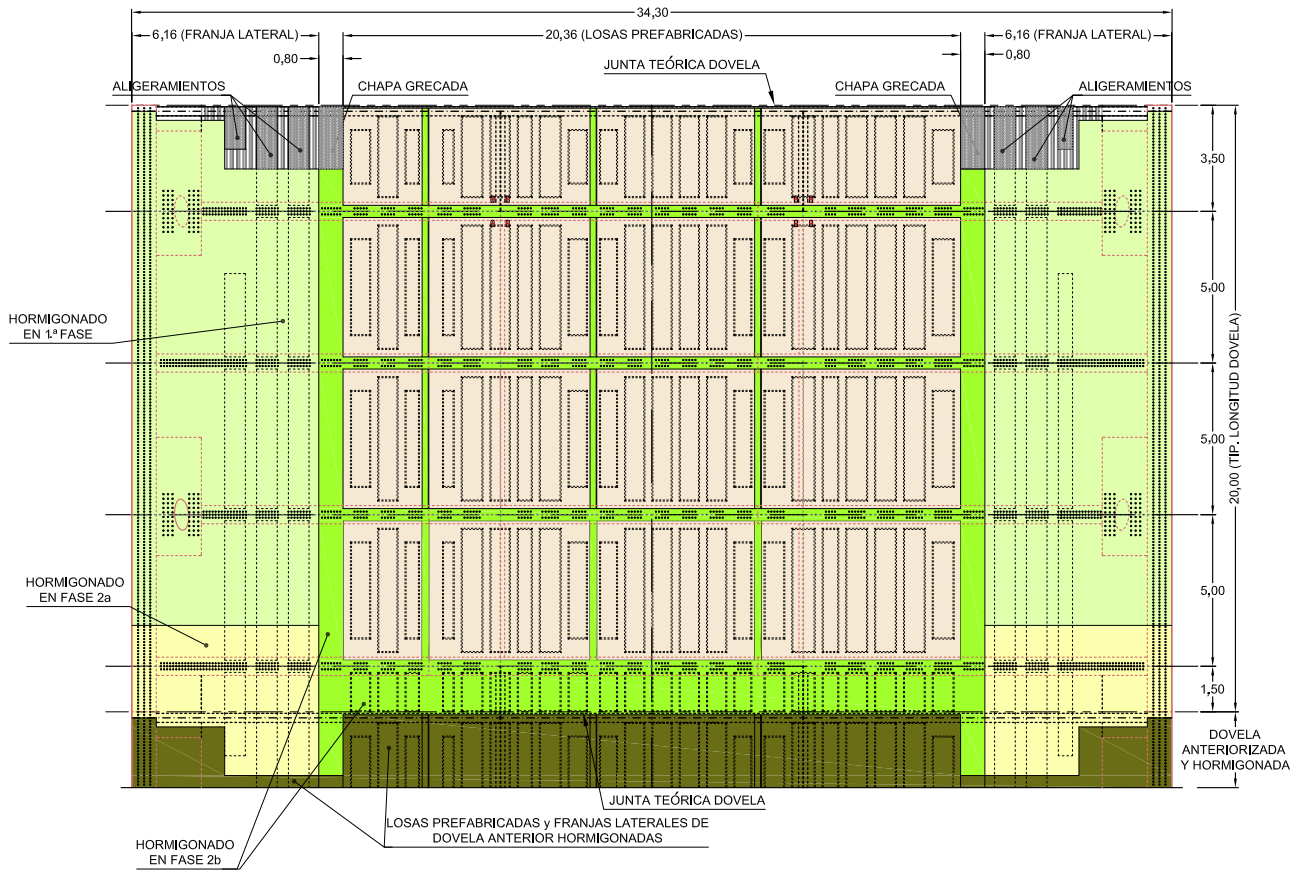 34,30
6,16 (FRANJA LATERAL)
20,36 (LOSAS PREFABRICADAS)
6,16 (FRANJA LATERAL)
0,80
JUNTA TEÓRICA DOVELA
0,80
ALIGERAMIENTOS
CHAPA GRECADA
CHAPA GRECADA
ALIGERAMIENTOS
3,50
5,00
HORMIGONADO
EN 1.ª FASE
20,00 (TIP. LONGITUD DOVELA)
5,00
HORMIGONADO
EN FASE 2a
5,00
1,50
DOVELA
ANTERIORIZADA
Y HORMIGONADA
JUNTA TEÓRICA DOVELA
LOSAS PREFABRICADAS y FRANJAS LATERALES DE
DOVELA ANTERIOR HORMIGONADAS
HORMIGONADO
EN FASE 2b